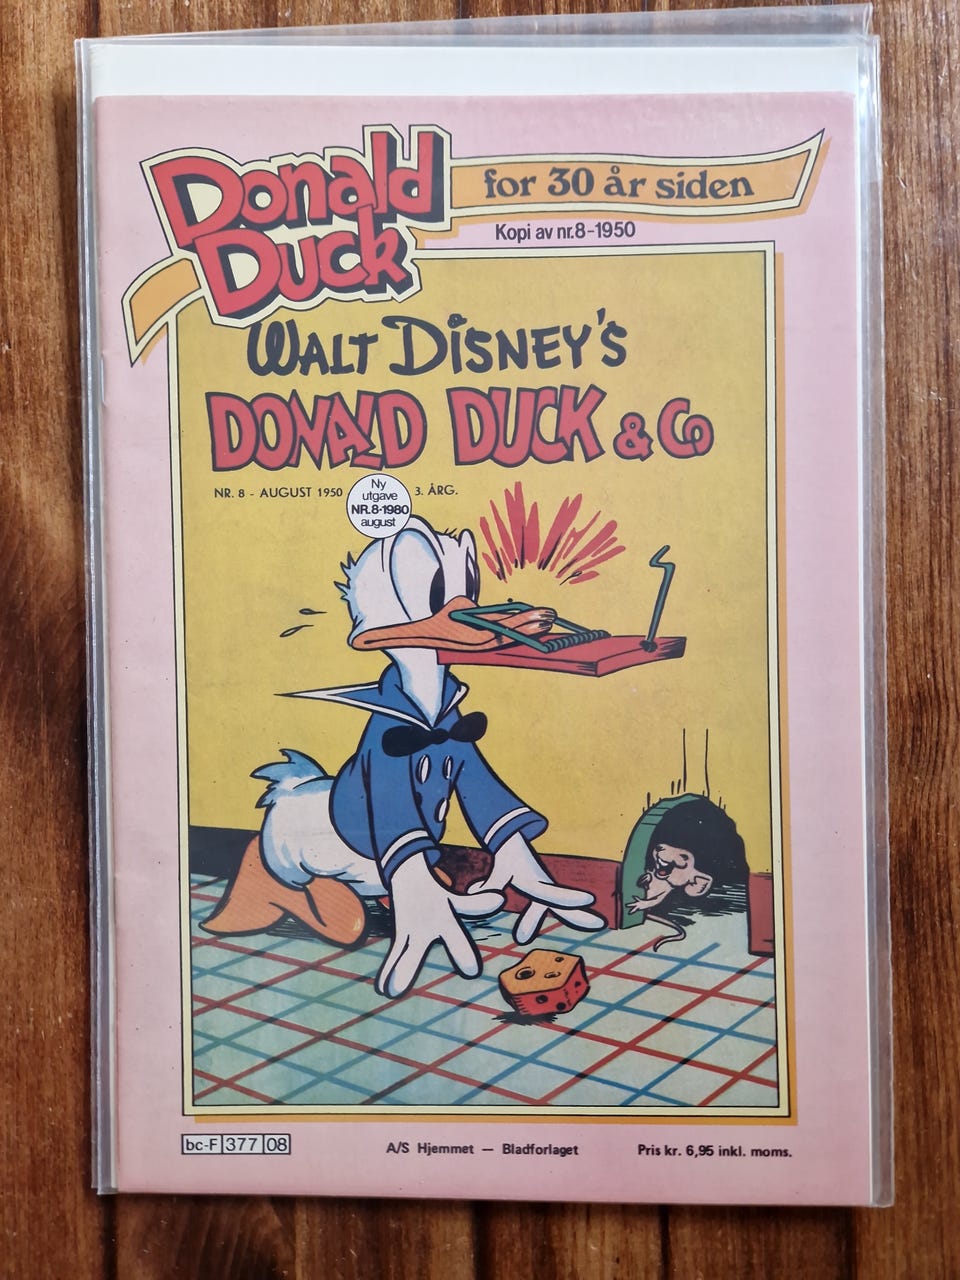 Donald
Duck
for 30 år siden
Kopi av nr.8-1950
WALT DISNEY'S
DONALD DUCK & Co
NR. 8 - AUGUST 1950
Ny
utgave
NR.8-1980
august
3. ÅRG.
bc-F 377 08
A/S Hjemmet — Bladforlaget
Pris kr. 6,95 inkl. moms.